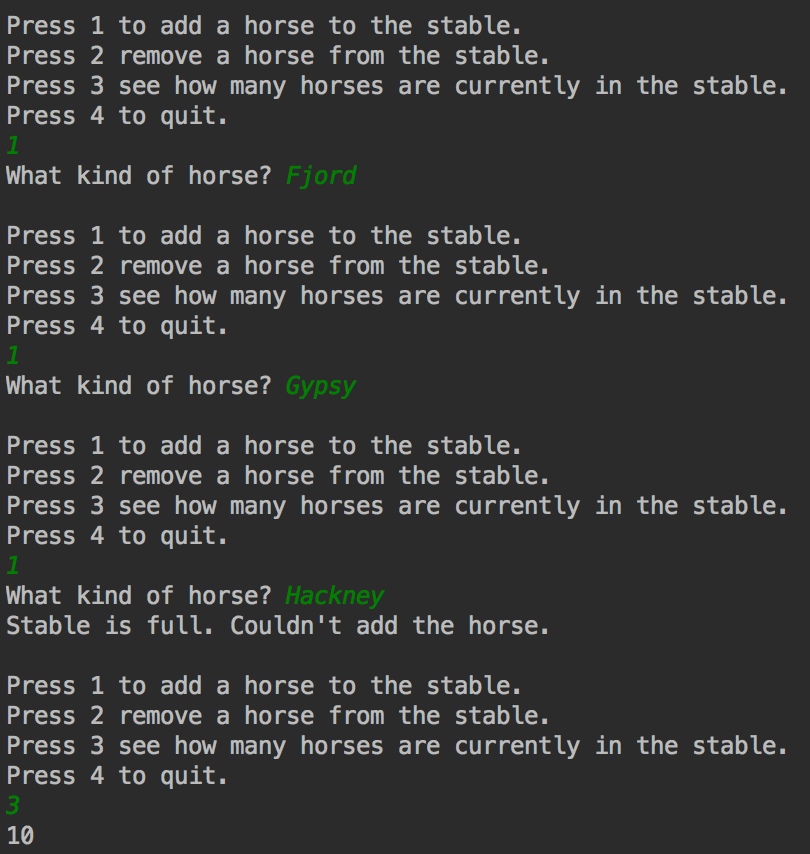 Press 1 to add a horse to the stable.
Press 2 remove a horse from the stable.
Press 3 see how many horses are currently in the stable.
Press 4 to quit.
1
What kind of horse? Fjord
Press 1 to add a horse to the stable.
Press 2 remove a horse from the stable.
Press 3 see how many horses are currently in the stable.
Press 4 to quit.
1
What kind of horse? Gypsy
Press 1 to add a horse to the stable.
Press 2 remove a horse from the stable.
Press 3 see how many horses are currently in the stable.
Press 4 to quit.
1
What kind of horse? Hackney
Stable is full. Couldn't add the horse.
Press 1 to add a horse to the stable.
Press 2 remove a horse from the stable.
Press 3 see how many horses are currently in the stable.
Press 4 to quit.
3
10